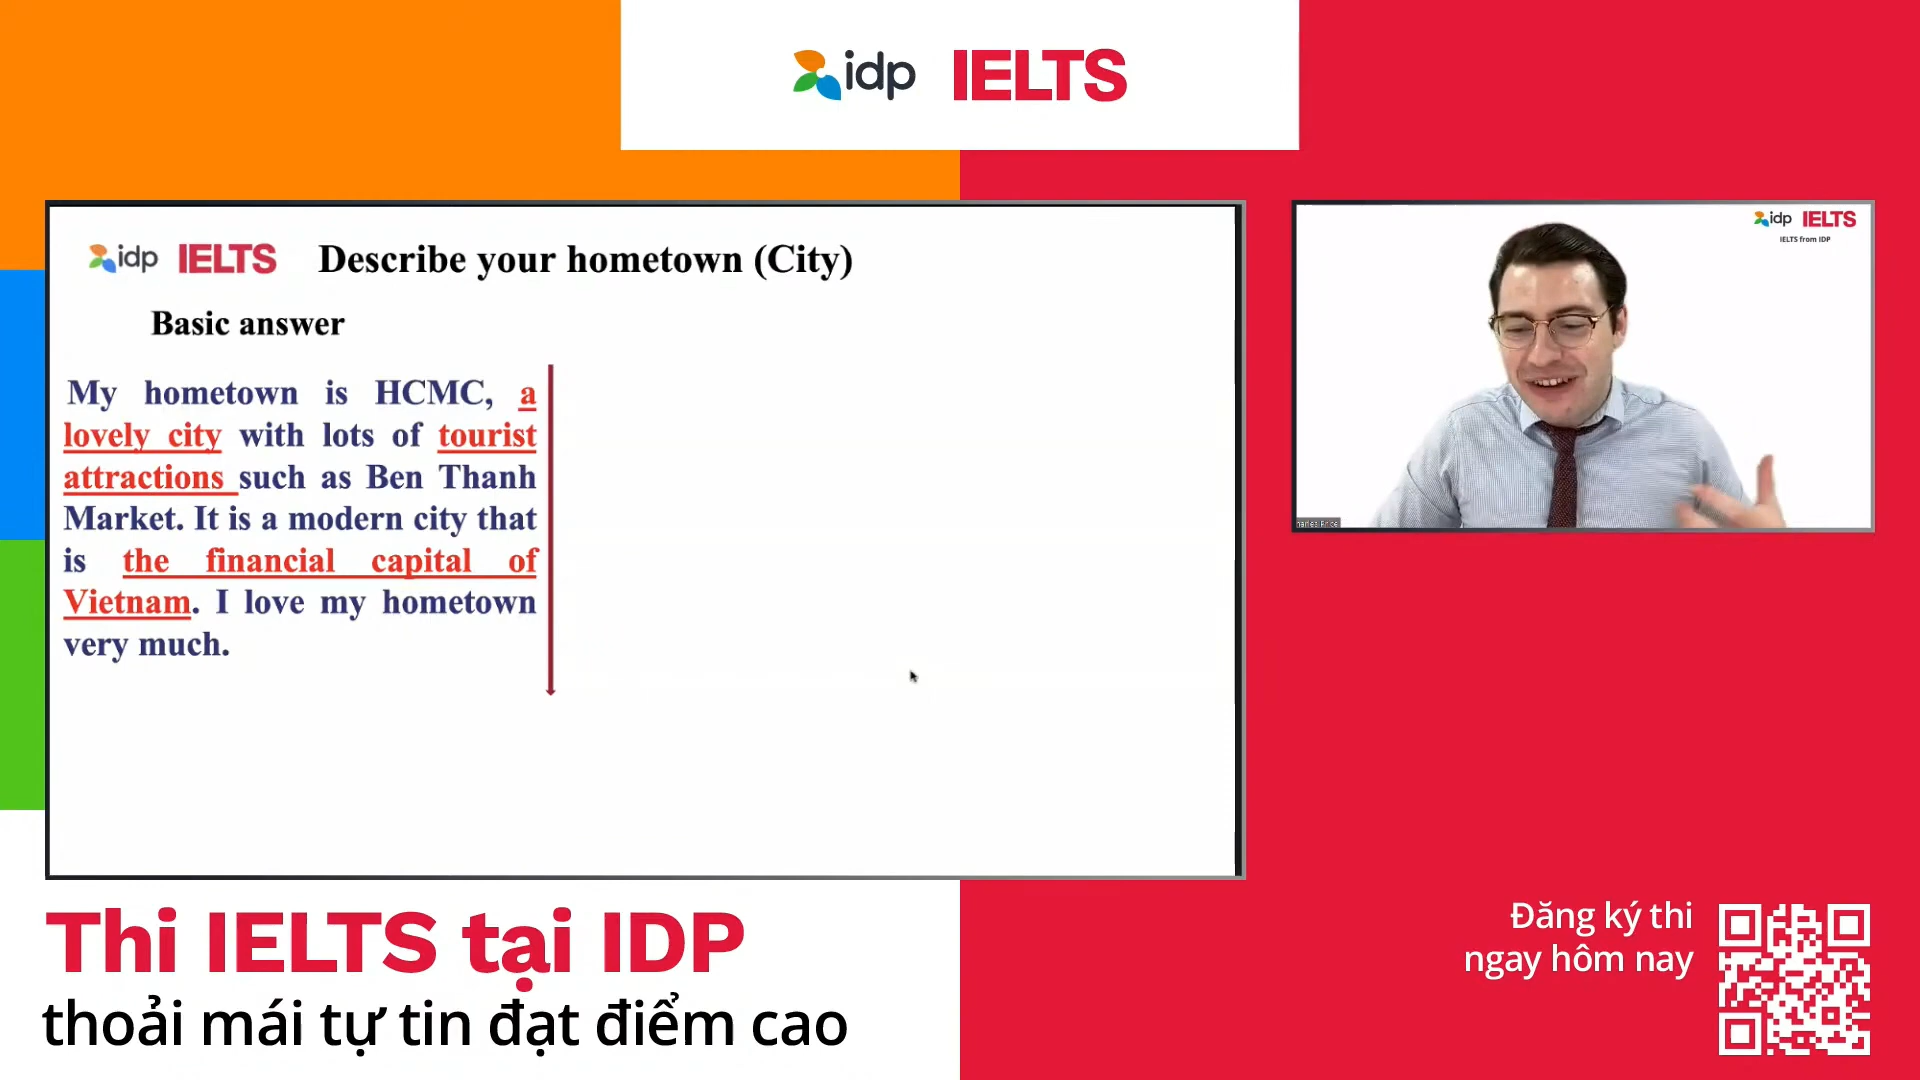 idp IELTS
idp IELTS Describe your hometown (City)
Basic answer
My hometown is HCMC, a
lovely city with lots of tourist
attractions such as Ben Thanh
Market. It is a modern city that
is the financial capital of
Vietnam. I love my hometown
very much.
idp IELTS
IELTS from IDP
Thi IELTS tại IDP
thoải mái tự tin đạt điểm cao
Đăng ký thi
ngay hôm nay